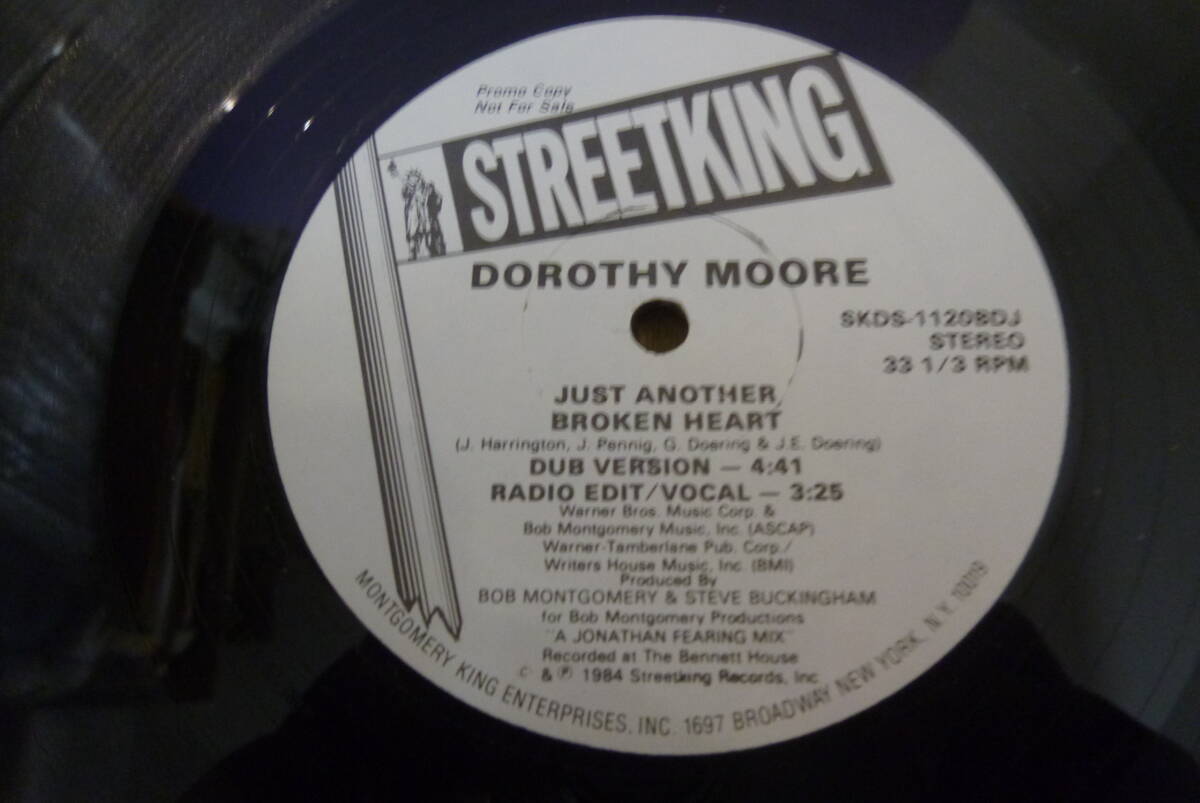 Promo Copy
Not For Sale
STREETKING
DOROTHY MOORE
SKDS-1120BDJ
STEREO
33 1/3 RPM
JUST ANOTHER
BROKEN HEART
(J. Harrington, J. Pennig, G. Doering & J.E. Doering)
DUB VERSION — 4:41
RADIO EDIT/VOCAL — 3:25
Warner Bros. Music Corp. &
Bob Montgomery Music, Inc. (ASCAP)
Warner-Tamberlane Pub. Corp./
Writers House Music, Inc. (BMI)
Produced By
BOB MONTGOMERY & STEVE BUCKINGHAM
for Bob Montgomery Productions
"A JONATHAN FEARING MIX"
Recorded at The Bennett House
© & ℗ 1984 Streetking Records, Inc
MONTGOMERY KING ENTERPRISES, INC. 1697 BROADWAY NEW YORK, N.Y. 10019